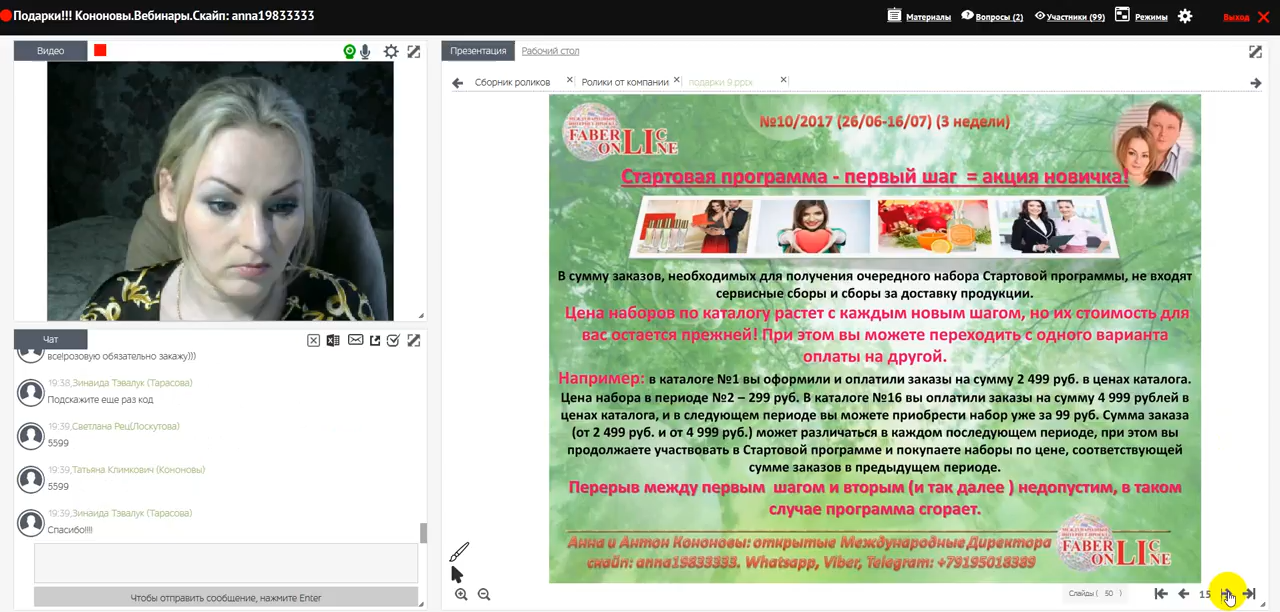 Подарки!!! Кононовы.Вебинары.Скайп: anna19833333
Материалы
Вопросы (2)
Участники (99)
Режимы
Выход
Видео
Презентация
Рабочий стол
Сборник роликов
Ролики от компании
подарки 9.pptx
№10/2017 (26/06-16/07) (3 недели)
FABER LIC
ON LI NE
Стартовая программа - первый шаг = акция новичка!
В сумму заказов, необходимых для получения очередного набора Стартовой программы, не входят
сервисные сборы и сборы за доставку продукции.
Цена наборов по каталогу растет с каждым новым шагом, но их стоимость для
вас остается прежней! При этом вы можете переходить с одного варианта
оплаты на другой.
Например: в каталоге №1 вы оформили и оплатили заказы на сумму 2 499 руб. в ценах каталога.
Цена набора в периоде №2 – 299 руб. В каталоге №16 вы оплатили заказы на сумму 4 999 рублей в
ценах каталога, и в следующем периоде вы можете приобрести набор уже за 99 руб. Сумма заказа
(от 2 499 руб. и от 4 999 руб.) может различаться в каждом последующем периоде, при этом вы
продолжаете участвовать в Стартовой программе и покупаете наборы по цене, соответствующей
сумме заказов в предыдущем периоде.
Перерыв между первым шагом и вторым (и так далее ) недопустим, в таком
случае программа сгорает.
Анна и Антон Кононовы: открытые Международные Директора
скайп: anna19833333. Whatsapp, Viber, Telegram: +79195018389
FABER LIC
ON LI NE
Слайды ( 50 )
15
Чат
все!розовую обязательно закажу)))
19:38,Зинаида Тэвалук (Тарасова)
Подскажите еще раз код
19:39,Светлана Рец(Лоскутова)
5599
19:39,Татьяна Климкович (Кононовы)
5599
19:39,Зинаида Тэвалук (Тарасова)
Спасибо!!!!
Чтобы отправить сообщение, нажмите Enter